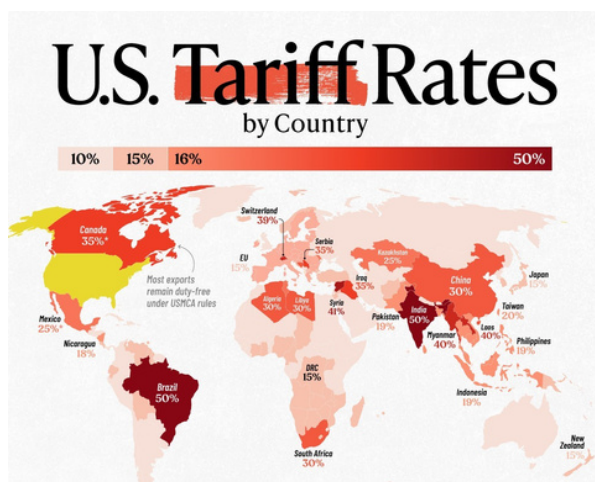 U.S. Tariff Rates
by Country
10% 15% 16% 50%
Canada
35%*
Most exports
remain duty-free
under USMCA rules
Mexico
25%*
Nicaragua
18%
Brazil
50%
Switzerland
39%
Serbia
35%
EU
15%
Kazakhstan
25%
Iraq
35%
Algeria
30%
Libya
30%
Syria
41%
China
30%
Japan
15%
Pakistan
19%
India
50%
Taiwan
20%
Myanmar
40%
Laos
40%
Philippines
19%
DRC
15%
Indonesia
19%
South Africa
30%
New
Zealand
15%